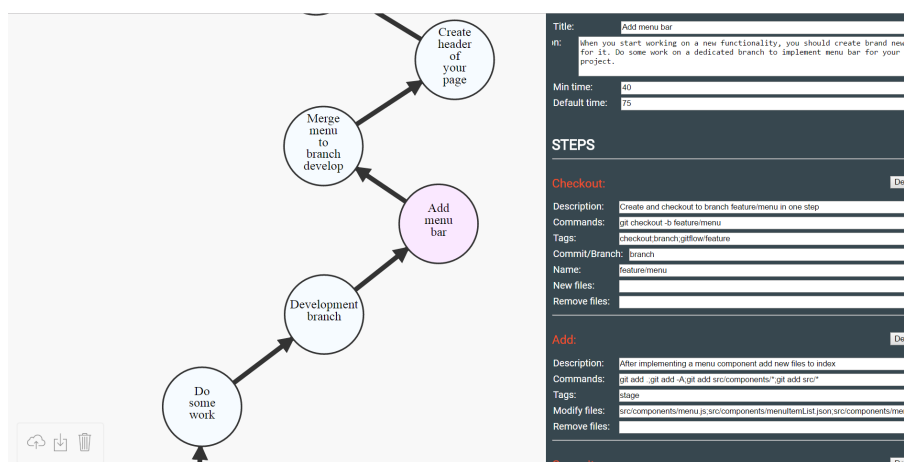 Create
header
of
your
page
Merge
menu
to
branch
develop
Add
menu
bar
Development
branch
Do
some
work
Title: Add menu bar
on: When you start working on a new functionality, you should create brand new
for it. Do some work on a dedicated branch to implement menu bar for your
project.
Min time: 40
Default time: 75
STEPS
Checkout: De
Description: Create and checkout to branch feature/menu in one step
Commands: git checkout -b feature/menu
Tags: checkout;branch;gitflow/feature
Commit/Branch: branch
Name: feature/menu
New files:
Remove files:
Add: De
Description: After implementing a menu component add new files to index
Commands: git add .;git add -A;git add src/components/*;git add src/*
Tags: stage
Modify files: src/components/menu.js;src/components/menuItemList.json;src/components/me
Remove files: